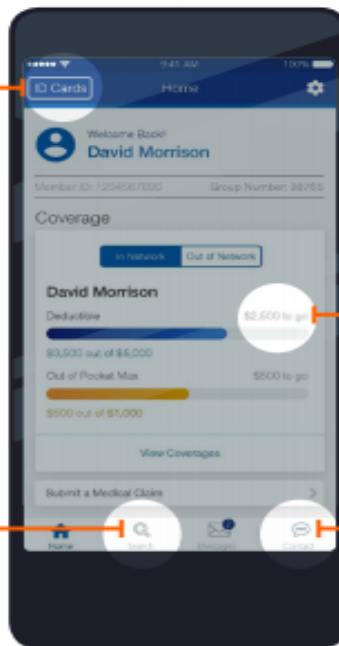 9:41 AM 100%
ID Cards Home
Welcome Back!
David Morrison
Member ID: 1234567890 Group Number: 98765
Coverage
In Network Out of Network
David Morrison
Deductible $2,500 to go
$3,500 out of $5,000
Out of Pocket Max $500 to go
$500 out of $1,000
View Coverages
Submit a Medical Claim
Home Search Messages Contact